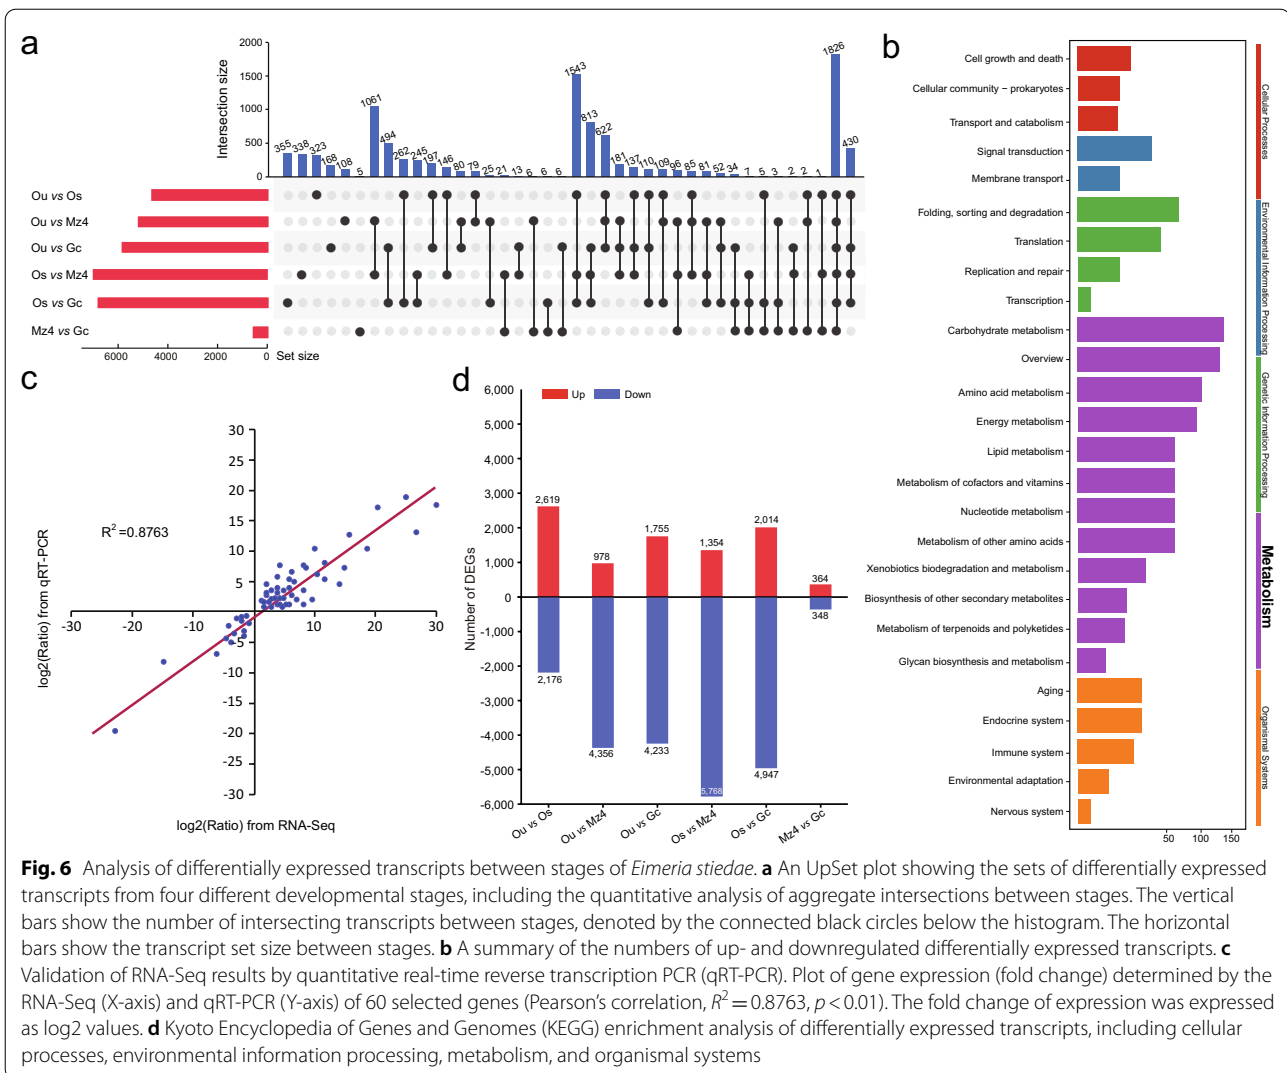 a
Intersection size
2000
1500
1000
500
0
355 338 323 168 108 5 1061 494 262 245 197 146 80 79 25 21 13 6 6 6 1543 813 622 181 137 110 109 96 85 81 52 34 7 5 3 2 2 1 1826 430
Ou vs Os
Ou vs Mz4
Ou vs Gc
Os vs Mz4
Os vs Gc
Mz4 vs Gc
6000 4000 2000 0 Set size
b
Cell growth and death
Cellular community − prokaryotes
Transport and catabolism
Signal transduction
Membrane transport
Folding, sorting and degradation
Translation
Replication and repair
Transcription
Carbohydrate metabolism
Overview
Amino acid metabolism
Energy metabolism
Lipid metabolism
Metabolism of cofactors and vitamins
Nucleotide metabolism
Metabolism of other amino acids
Xenobiotics biodegradation and metabolism
Biosynthesis of other secondary metabolites
Metabolism of terpenoids and polyketides
Glycan biosynthesis and metabolism
Aging
Endocrine system
Immune system
Environmental adaptation
Nervous system
50 100 150
Cellular Processes
Environmental Information Processing
Genetic Information Processing
Metabolism
Organismal Systems
c
log2(Ratio) from qRT-PCR
30
25
20
15
10
5
-5
-10
-15
-20
-25
-30
R2 =0.8763
-30 -20 -10 10 20 30
log2(Ratio) from RNA-Seq
d
Number of DEGs
6,000
5,000
4,000
3,000
2,000
1,000
0
-1,000
-2,000
-3,000
-4,000
-5,000
-6,000
Up Down
2,619 978 1,755 1,354 2,014 364
2,176 4,356 4,233 5,768 4,947 348
Ou vs Os Ou vs Mz4 Ou vs Gc Os vs Mz4 Os vs Gc Mz4 vs Gc
Fig. 6 Analysis of differentially expressed transcripts between stages of Eimeria stiedae. a An UpSet plot showing the sets of differentially expressed
transcripts from four different developmental stages, including the quantitative analysis of aggregate intersections between stages. The vertical
bars show the number of intersecting transcripts between stages, denoted by the connected black circles below the histogram. The horizontal
bars show the transcript set size between stages. b A summary of the numbers of up- and downregulated differentially expressed transcripts. c
Validation of RNA-Seq results by quantitative real-time reverse transcription PCR (qRT-PCR). Plot of gene expression (fold change) determined by the
RNA-Seq (X-axis) and qRT-PCR (Y-axis) of 60 selected genes (Pearson’s correlation, R2 = 0.8763, p < 0.01). The fold change of expression was expressed
as log2 values. d Kyoto Encyclopedia of Genes and Genomes (KEGG) enrichment analysis of differentially expressed transcripts, including cellular
processes, environmental information processing, metabolism, and organismal systems